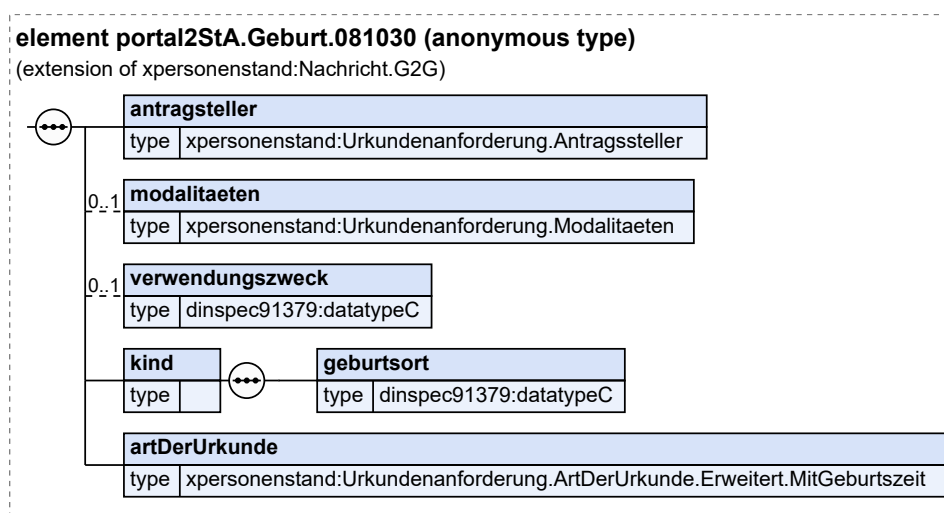 element portal2StA.Geburt.081030 (anonymous type)
(extension of xpersonenstand:Nachricht.G2G)
antragsteller
type xpersonenstand:Urkundenanforderung.Antragssteller
0..1 modalitaeten
type xpersonenstand:Urkundenanforderung.Modalitaeten
0..1 verwendungszweck
type dinspec91379:datatypeC
kind geburtsort
type type dinspec91379:datatypeC
artDerUrkunde
type xpersonenstand:Urkundenanforderung.ArtDerUrkunde.Erweitert.MitGeburtszeit